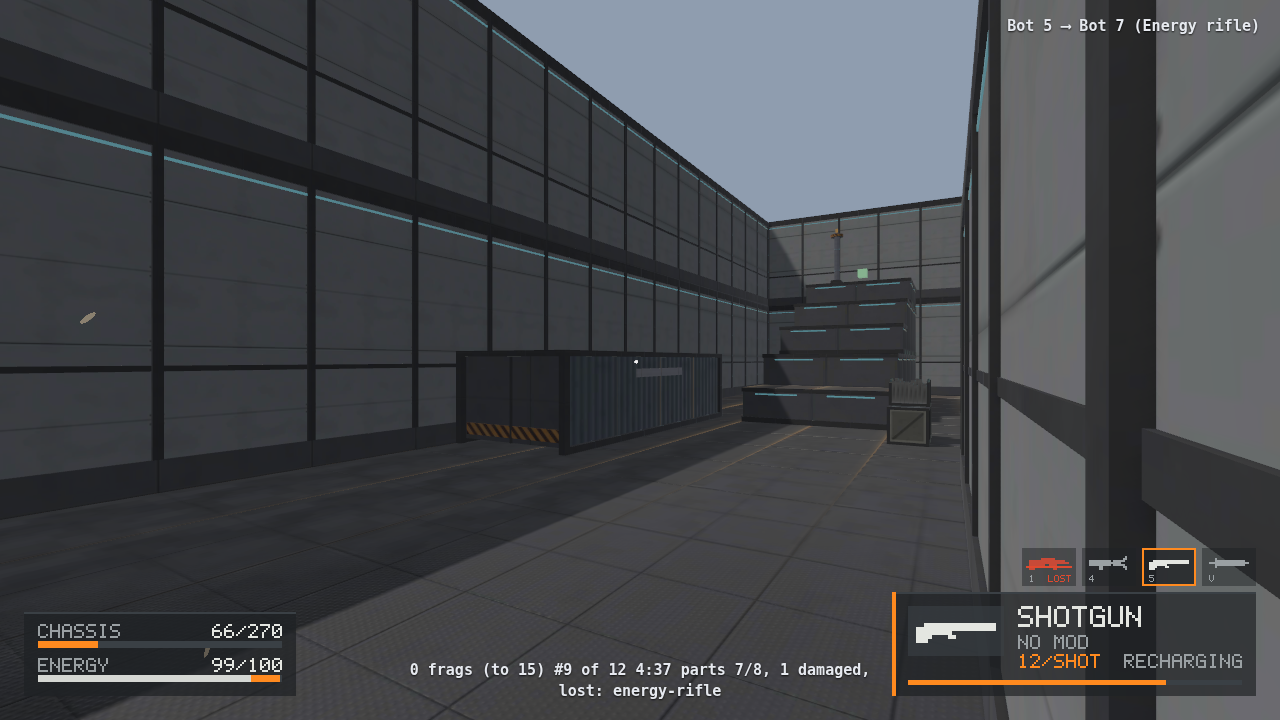 Bot 5 → Bot 7 (Energy rifle)
1 LOST
4
5
V
SHOTGUN
NO MOD
12/SHOT RECHARGING
CHASSIS 66/270
ENERGY 99/100
0 frags (to 15) #9 of 12 4:37 parts 7/8, 1 damaged,
lost: energy-rifle